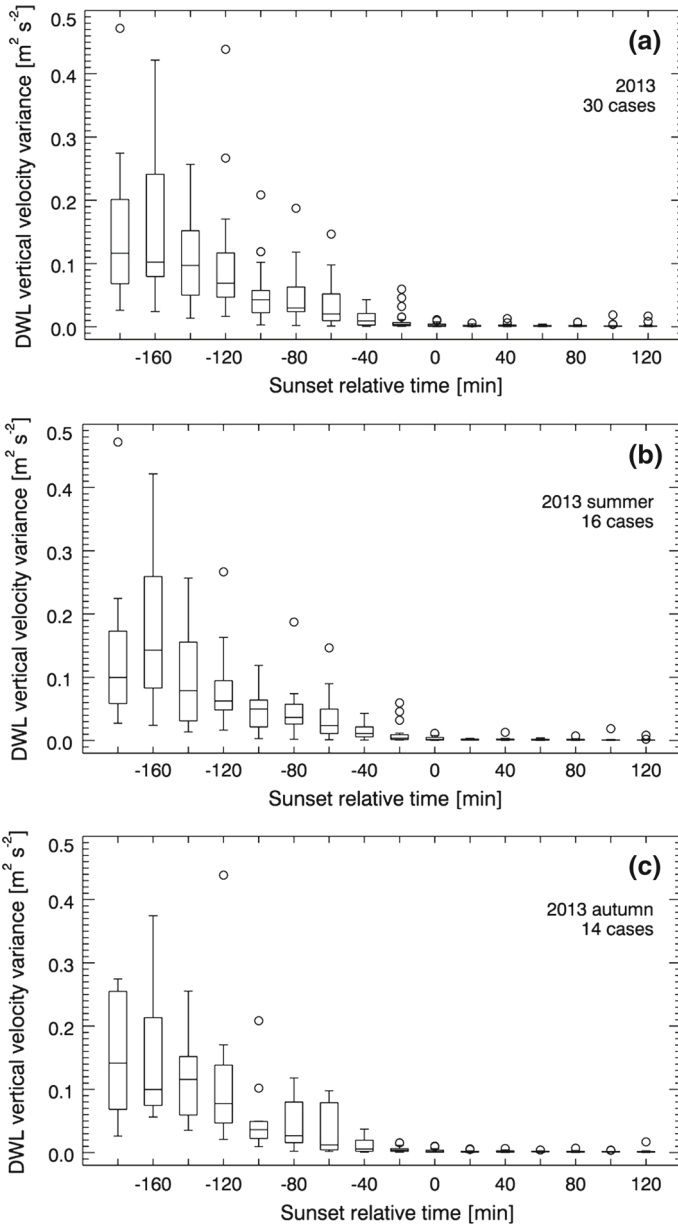 (a)
2013
30 cases
DWL vertical velocity variance [m² s⁻²]
0.5
0.4
0.3
0.2
0.1
0.0
-160 -120 -80 -40 0 40 80 120
Sunset relative time [min]
(b)
2013 summer
16 cases
DWL vertical velocity variance [m² s⁻²]
0.5
0.4
0.3
0.2
0.1
0.0
-160 -120 -80 -40 0 40 80 120
Sunset relative time [min]
(c)
2013 autumn
14 cases
DWL vertical velocity variance [m² s⁻²]
0.5
0.4
0.3
0.2
0.1
0.0
-160 -120 -80 -40 0 40 80 120
Sunset relative time [min]